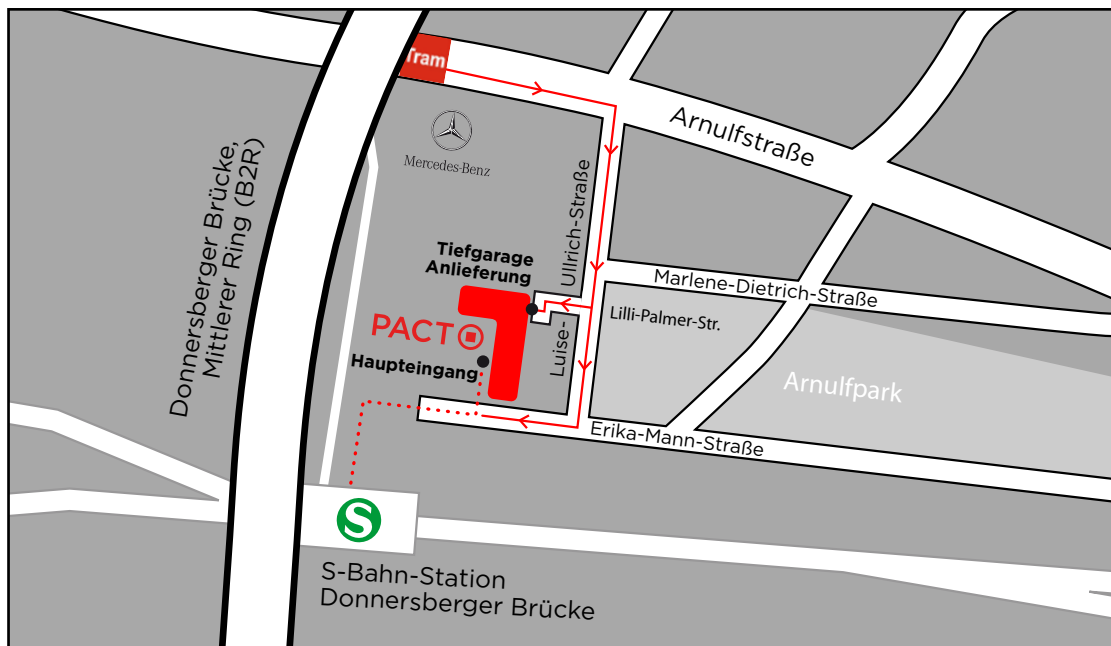 Tram
Arnulfstraße
Mercedes-Benz
Donnersberger Brücke,
Mittlerer Ring (B2R)
Luise-
Ullrich-Straße
Tiefgarage
Anlieferung
Marlene-Dietrich-Straße
Lilli-Palmer-Str.
PACT
Haupteingang
Arnulfpark
Erika-Mann-Straße
S
S-Bahn-Station
Donnersberger Brücke